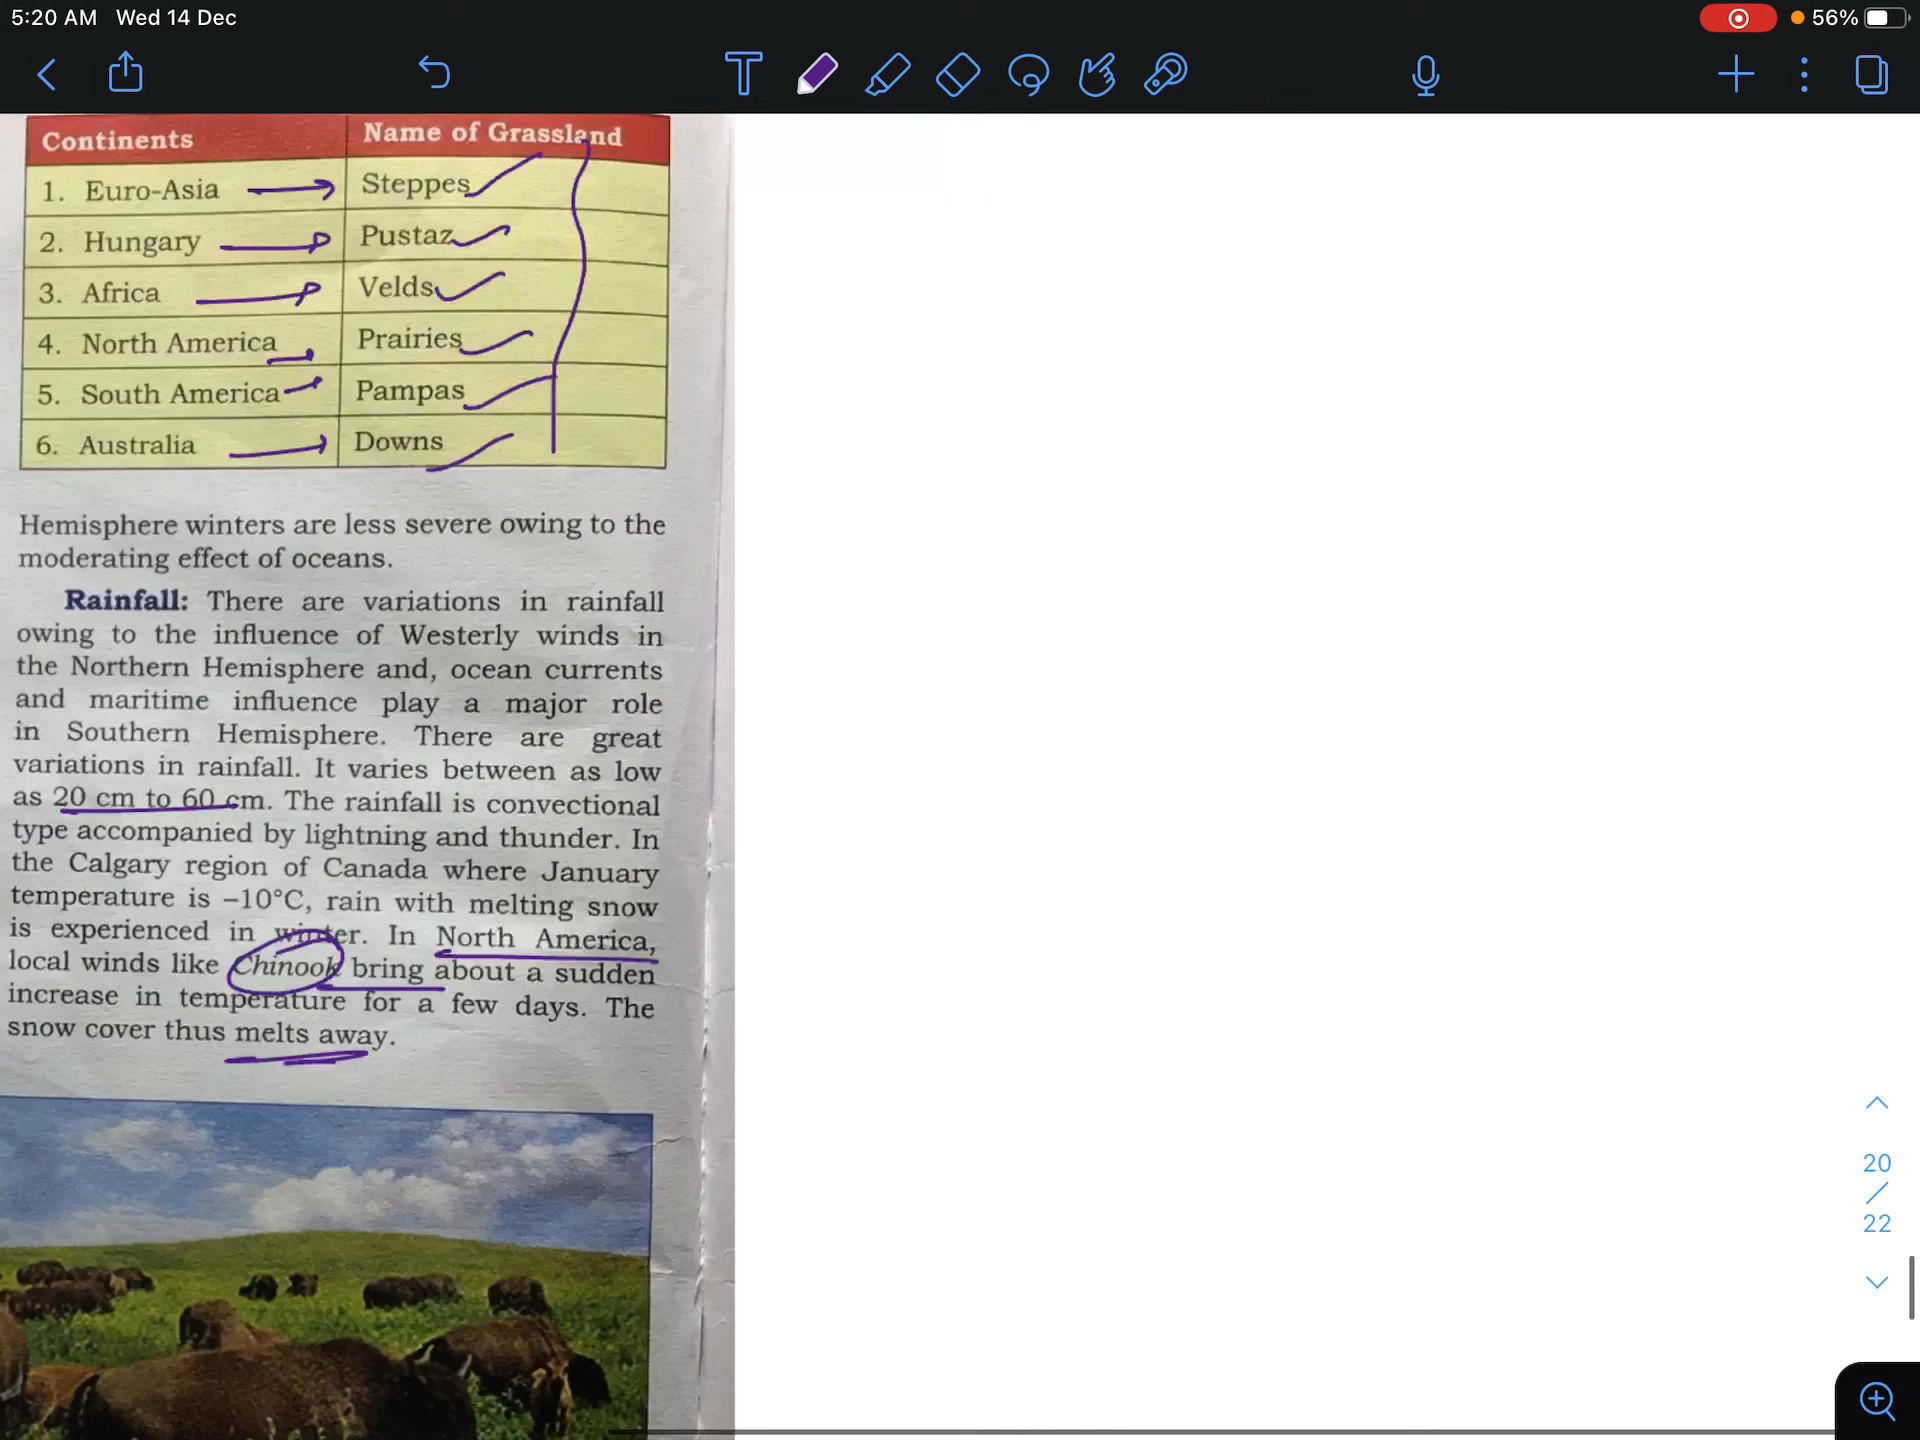 5:20 AM Wed 14 Dec
56%
T
Continents Name of Grassland
1. Euro-Asia Steppes
2. Hungary Pustaz
3. Africa Velds
4. North America Prairies
5. South America Pampas
6. Australia Downs
Hemisphere winters are less severe owing to the
moderating effect of oceans.
Rainfall: There are variations in rainfall
owing to the influence of Westerly winds in
the Northern Hemisphere and, ocean currents
and maritime influence play a major role
in Southern Hemisphere. There are great
variations in rainfall. It varies between as low
as 20 cm to 60 cm. The rainfall is convectional
type accompanied by lightning and thunder. In
the Calgary region of Canada where January
temperature is –10°C, rain with melting snow
is experienced in winter. In North America,
local winds like Chinook bring about a sudden
increase in temperature for a few days. The
snow cover thus melts away.
20
/
22